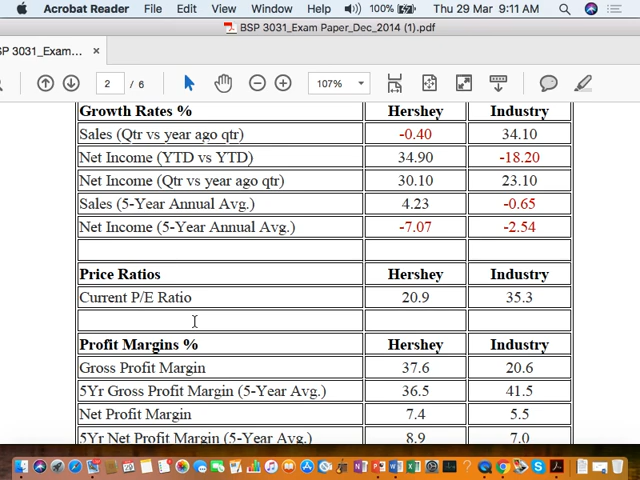 Acrobat Reader File Edit View Window Help 100% Thu 29 Mar 9:11 AM
BSP 3031_Exam Paper_Dec_2014 (1).pdf
SP 3031_Exam... ×
2 / 6 107%
Growth Rates % Hershey Industry
Sales (Qtr vs year ago qtr) -0.40 34.10
Net Income (YTD vs YTD) 34.90 -18.20
Net Income (Qtr vs year ago qtr) 30.10 23.10
Sales (5-Year Annual Avg.) 4.23 -0.65
Net Income (5-Year Annual Avg.) -7.07 -2.54
Price Ratios Hershey Industry
Current P/E Ratio 20.9 35.3
Profit Margins % Hershey Industry
Gross Profit Margin 37.6 20.6
5Yr Gross Profit Margin (5-Year Avg.) 36.5 41.5
Net Profit Margin 7.4 5.5
5Yr Net Profit Margin (5-Year Avg.) 8.9 7.0